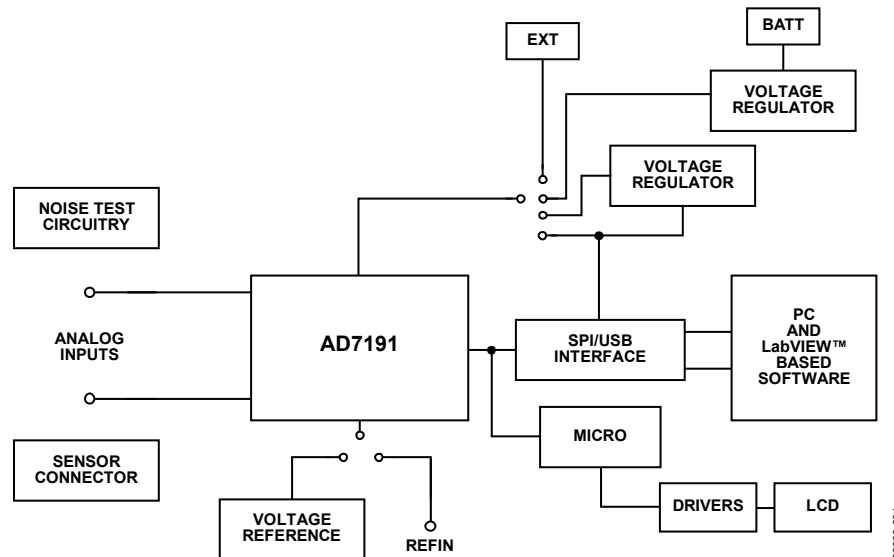 EXT
BATT
VOLTAGE
REGULATOR
VOLTAGE
REGULATOR
NOISE TEST
CIRCUITRY
ANALOG
INPUTS
AD7191
SPI/USB
INTERFACE
PC
AND
LabVIEW™
BASED
SOFTWARE
SENSOR
CONNECTOR
MICRO
VOLTAGE
REFERENCE
REFIN
DRIVERS
LCD